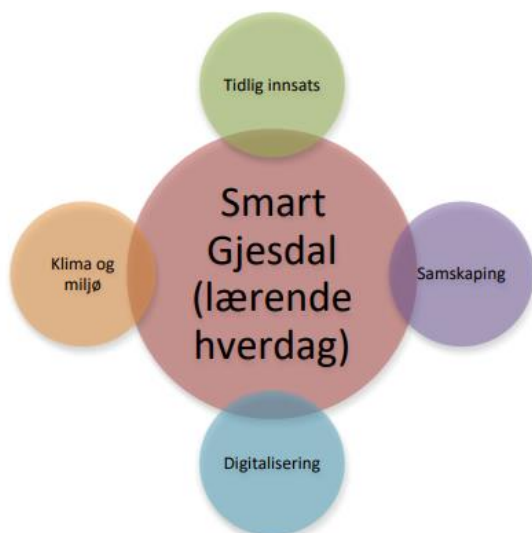 Tidlig innsats
Smart
Gjesdal
(lærende
hverdag)
Klima og
miljø
Samskaping
Digitalisering